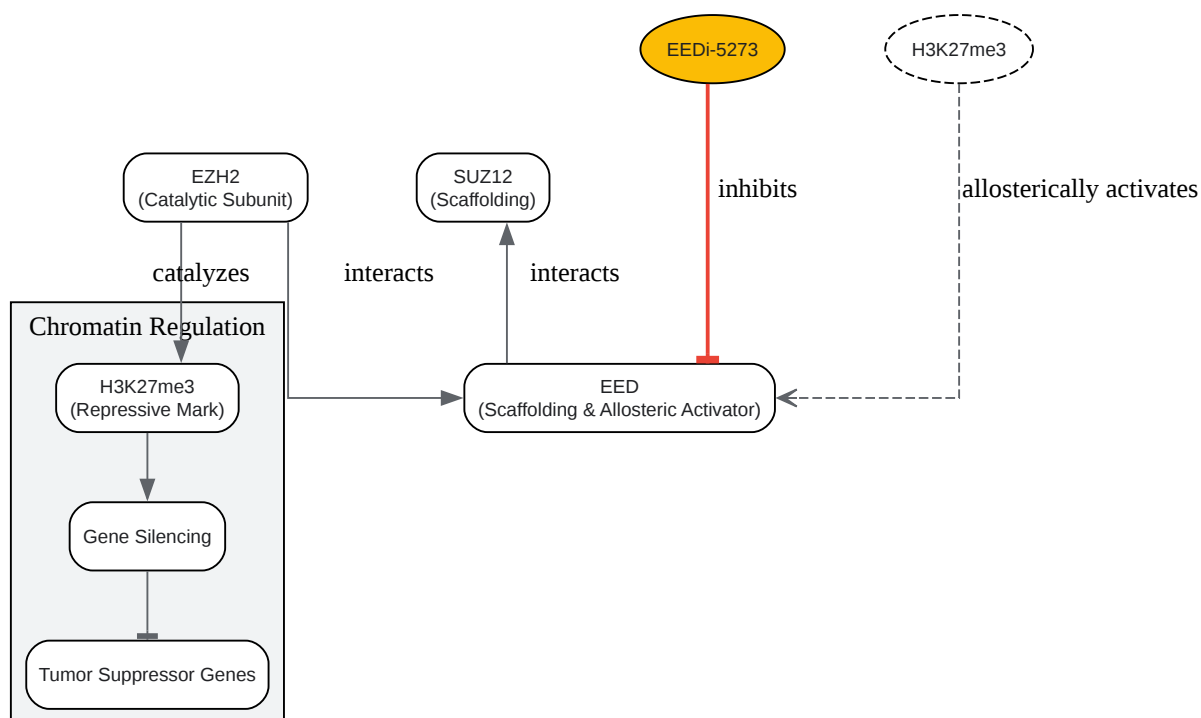 EEDi-5273
H3K27me3
EZH2
(Catalytic Subunit)
SUZ12
(Scaffolding)
inhibits
allosterically activates
catalyzes
interacts
interacts
Chromatin Regulation
H3K27me3
(Repressive Mark)
EED
(Scaffolding & Allosteric Activator)
Gene Silencing
Tumor Suppressor Genes